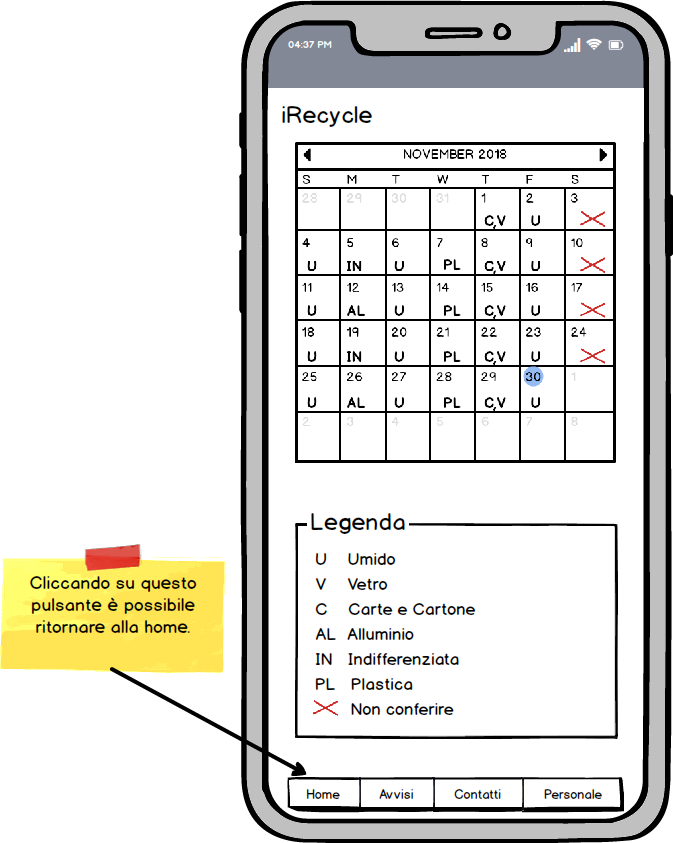 04:37 PM
iRecycle
NOVEMBER 2018
S M T W T F S
28 29 30 31 1 2 3
C,V U
4 5 6 7 8 9 10
U IN U PL C,V U
11 12 13 14 15 16 17
U AL U PL C,V U
18 19 20 21 22 23 24
U IN U PL C,V U
25 26 27 28 29 30 1
U AL U PL C,V U
2 3 4 5 6 7 8
Legenda
U Umido
V Vetro
C Carte e Cartone
AL Alluminio
IN Indifferenziata
PL Plastica
Non conferire
Cliccando su questo
pulsante è possibile
ritornare alla home.
Home Avvisi Contatti Personale